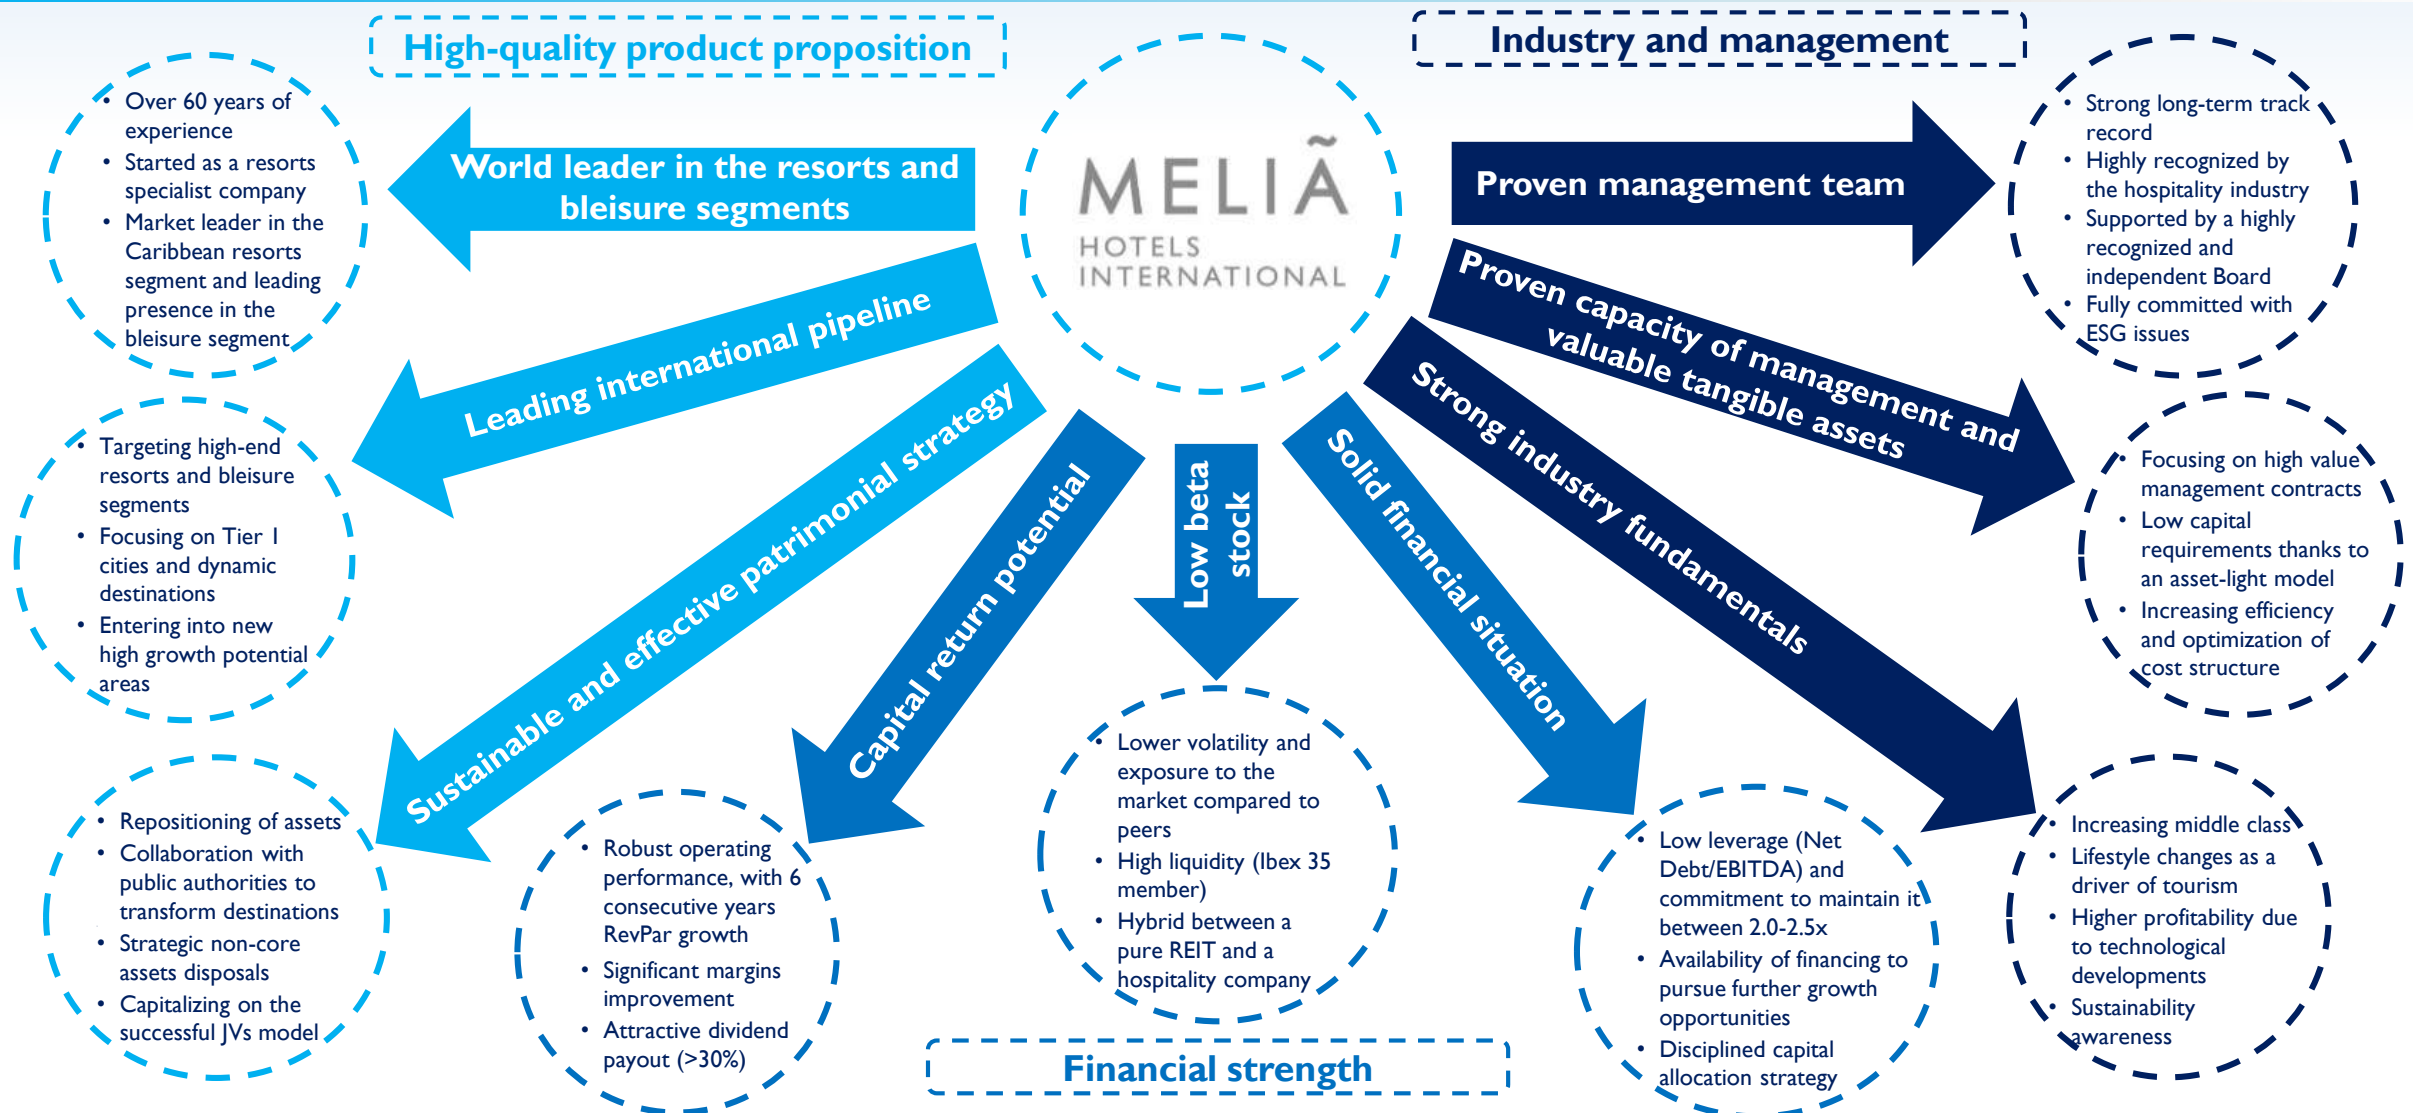 High-quality product proposition
Industry and management
MELIÃ
HOTELS
INTERNATIONAL
World leader in the resorts and
bleisure segments
• Over 60 years of
experience
• Started as a resorts
specialist company
• Market leader in the
Caribbean resorts
segment and leading
presence in the
bleisure segment
Leading international pipeline
• Targeting high-end
resorts and bleisure
segments
• Focusing on Tier 1
cities and dynamic
destinations
• Entering into new
high growth potential
areas
Sustainable and effective patrimonial strategy
• Repositioning of assets
• Collaboration with
public authorities to
transform destinations
• Strategic non-core
assets disposals
• Capitalizing on the
successful JVs model
Capital return potential
• Robust operating
performance, with 6
consecutive years
RevPar growth
• Significant margins
improvement
• Attractive dividend
payout (>30%)
Low beta
stock
• Lower volatility and
exposure to the
market compared to
peers
• High liquidity (Ibex 35
member)
• Hybrid between a
pure REIT and a
hospitality company
Financial strength
Solid financial situation
• Low leverage (Net
Debt/EBITDA) and
commitment to maintain it
between 2.0-2.5x
• Availability of financing to
pursue further growth
opportunities
• Disciplined capital
allocation strategy
Strong industry fundamentals
• Increasing middle class
• Lifestyle changes as a
driver of tourism
• Higher profitability due
to technological
developments
• Sustainability
awareness
Proven capacity of management and
valuable tangible assets
• Focusing on high value
management contracts
• Low capital
requirements thanks to
an asset-light model
• Increasing efficiency
and optimization of
cost structure
Proven management team
• Strong long-term track
record
• Highly recognized by
the hospitality industry
• Supported by a highly
recognized and
independent Board
• Fully committed with
ESG issues